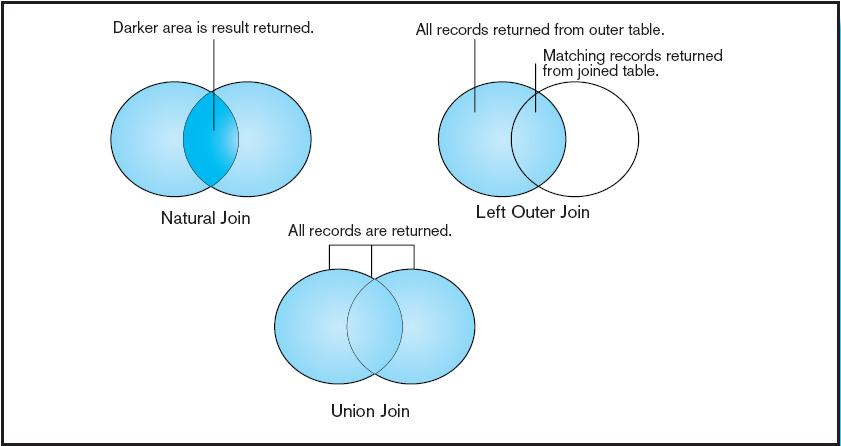 Darker area is result returned.
All records returned from outer table.
Matching records returned
from joined table.
Natural Join
Left Outer Join
All records are returned.
Union Join